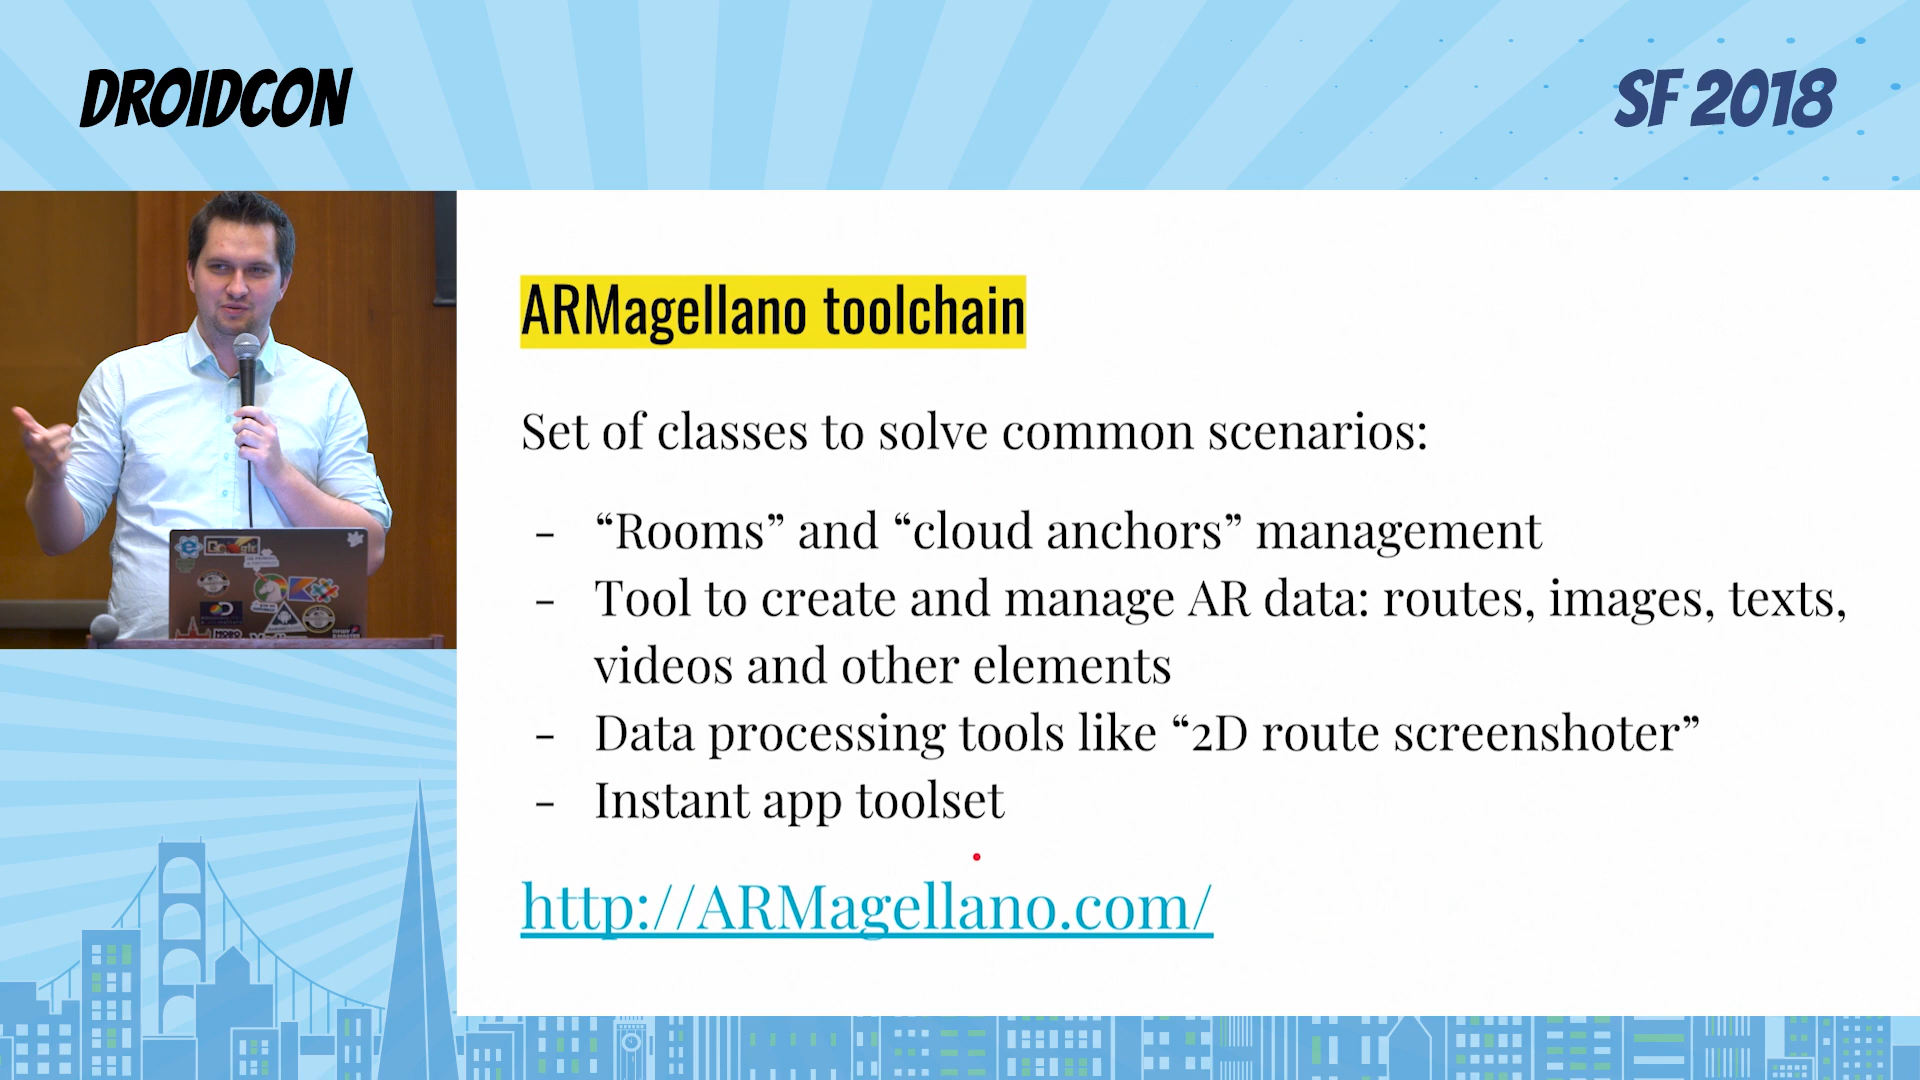 DROIDCON
SF 2018
ARMagellano toolchain
Set of classes to solve common scenarios:
- “Rooms” and “cloud anchors” management
- Tool to create and manage AR data: routes, images, texts,
videos and other elements
- Data processing tools like “2D route screenshoter”
- Instant app toolset
http://ARMagellano.com/
Google